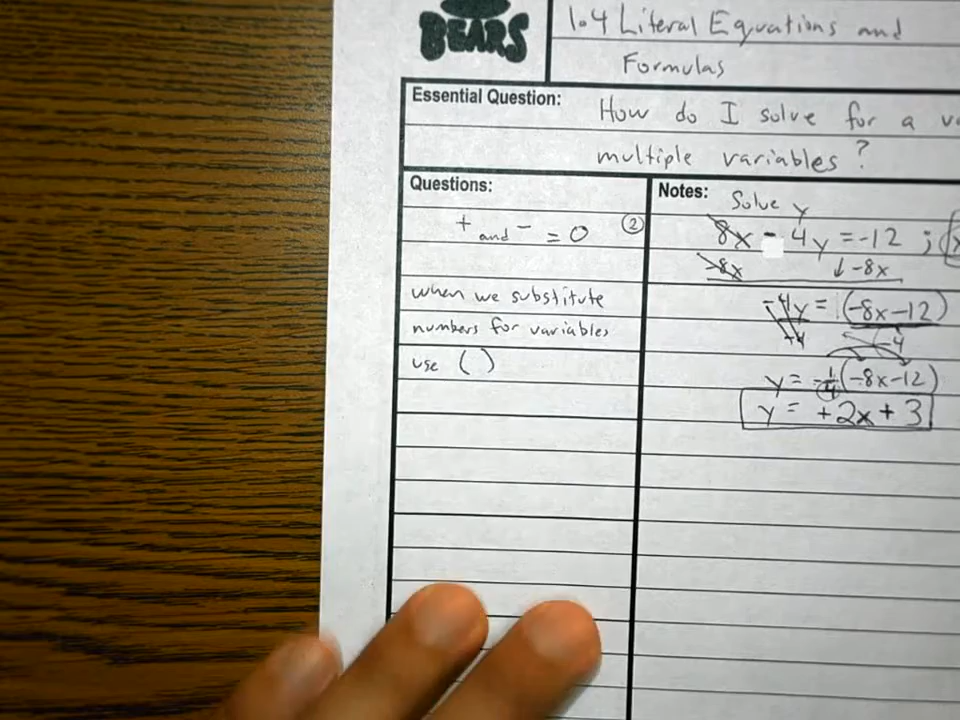 BEARS
1.4 Literal Equations and
Formulas
Essential Question: How do I solve for a
multiple variables?
Questions:
+ and - = 0
when we substitute
numbers for variables
use ( )
Notes: Solve y
② 8x - 4y = -12 ;
-8x ↓ -8x
-4y = (-8x-12)
-4 -4
y = -1/4(-8x-12)
y = +2x + 3